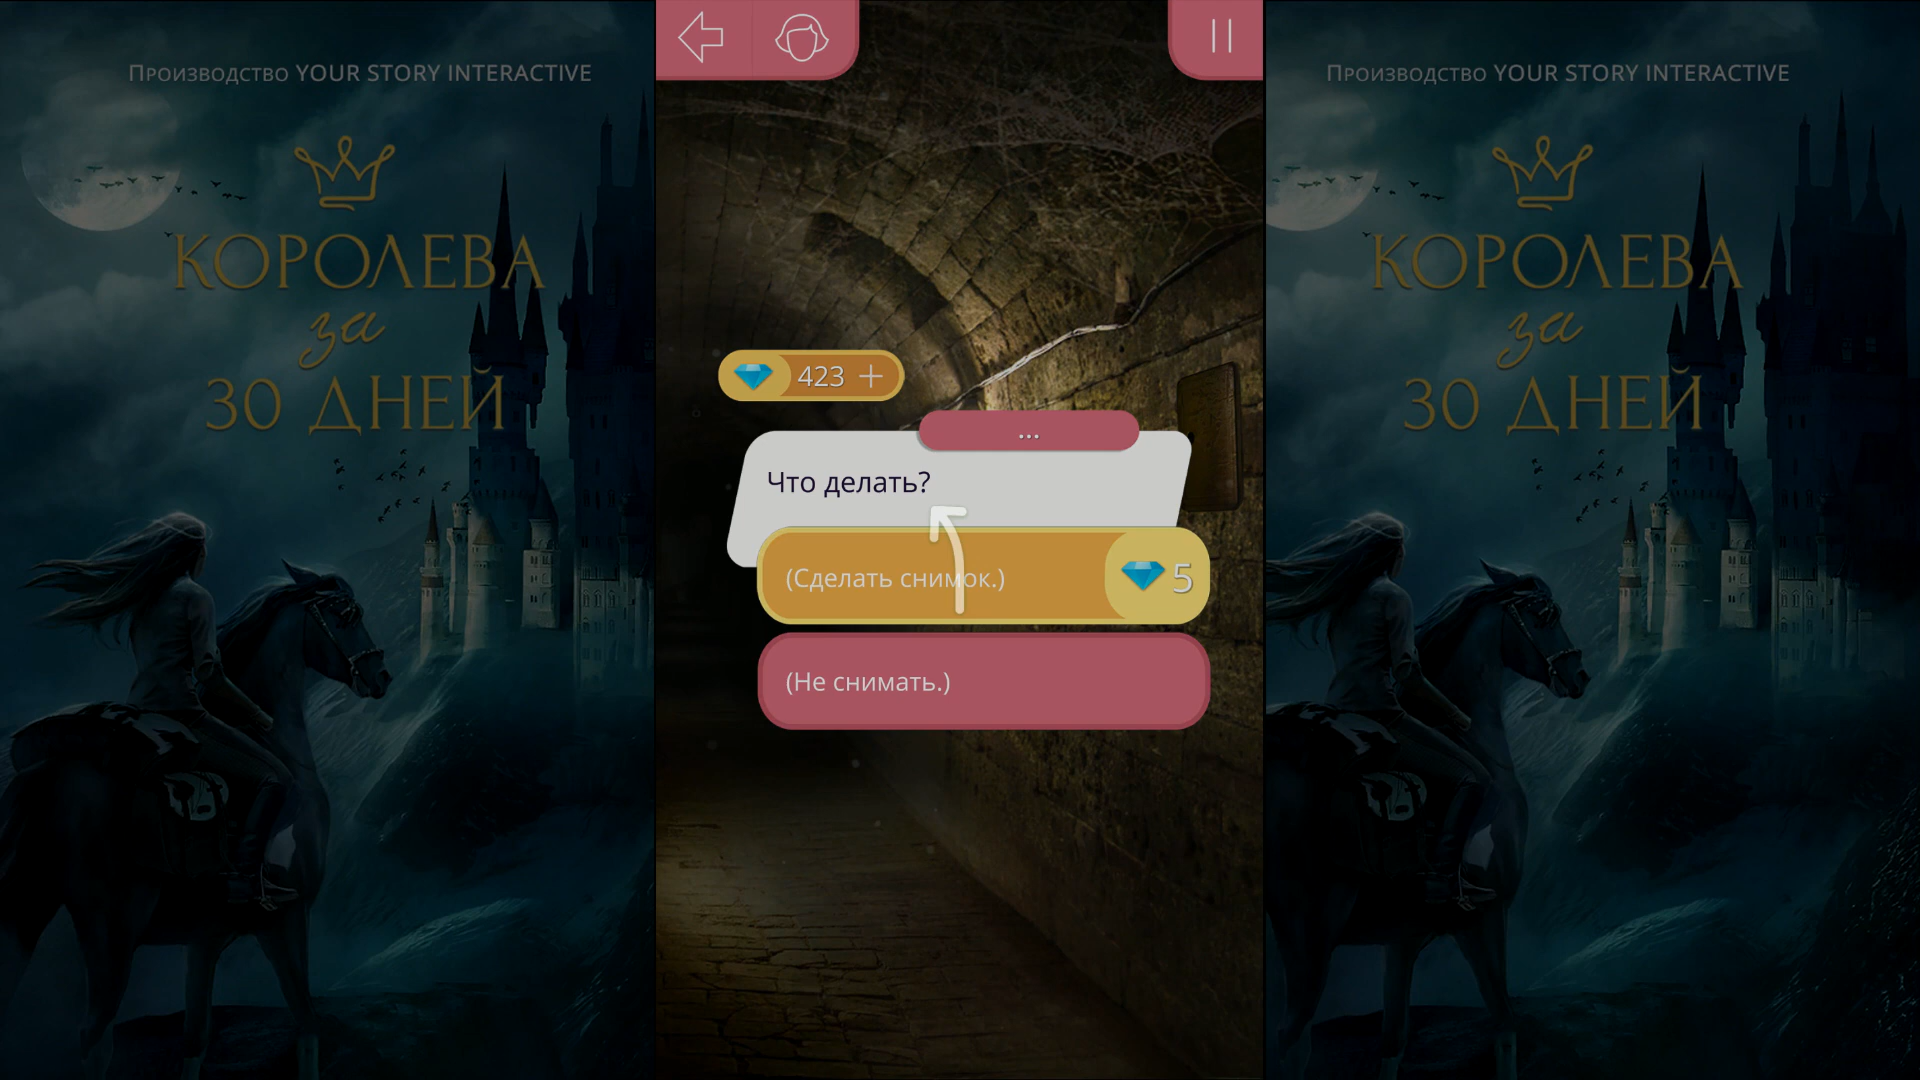 Производство YOUR STORY INTERACTIVE
КОРОЛЕВА
за
30 ДНЕЙ
423 +
...
Что делать?
(Сделать снимок.)
5
(Не снимать.)
Производство YOUR STORY INTERACTIVE
КОРОЛЕВА
за
30 ДНЕЙ